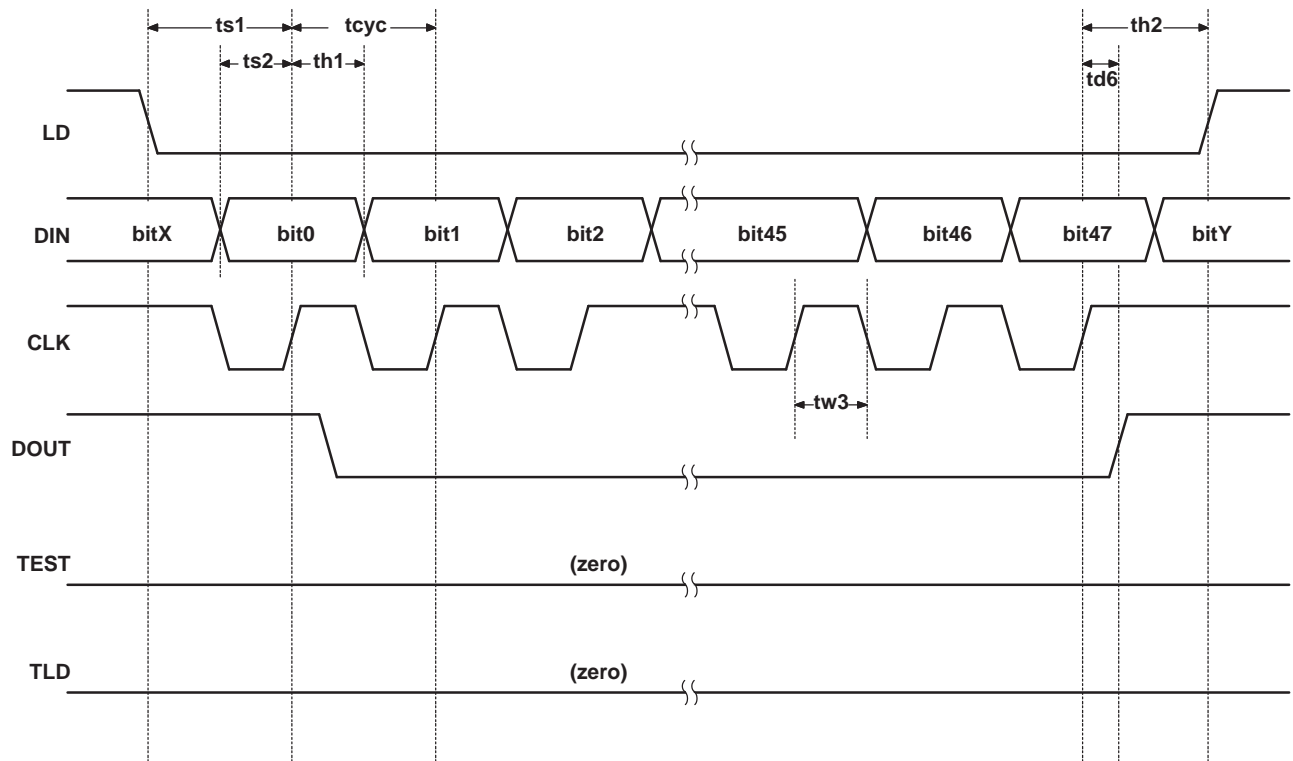 ts1 tcyc th2
ts2 th1 td6
LD
DIN bitX bit0 bit1 bit2 bit45 bit46 bit47 bitY
CLK
tw3
DOUT
TEST (zero)
TLD (zero)